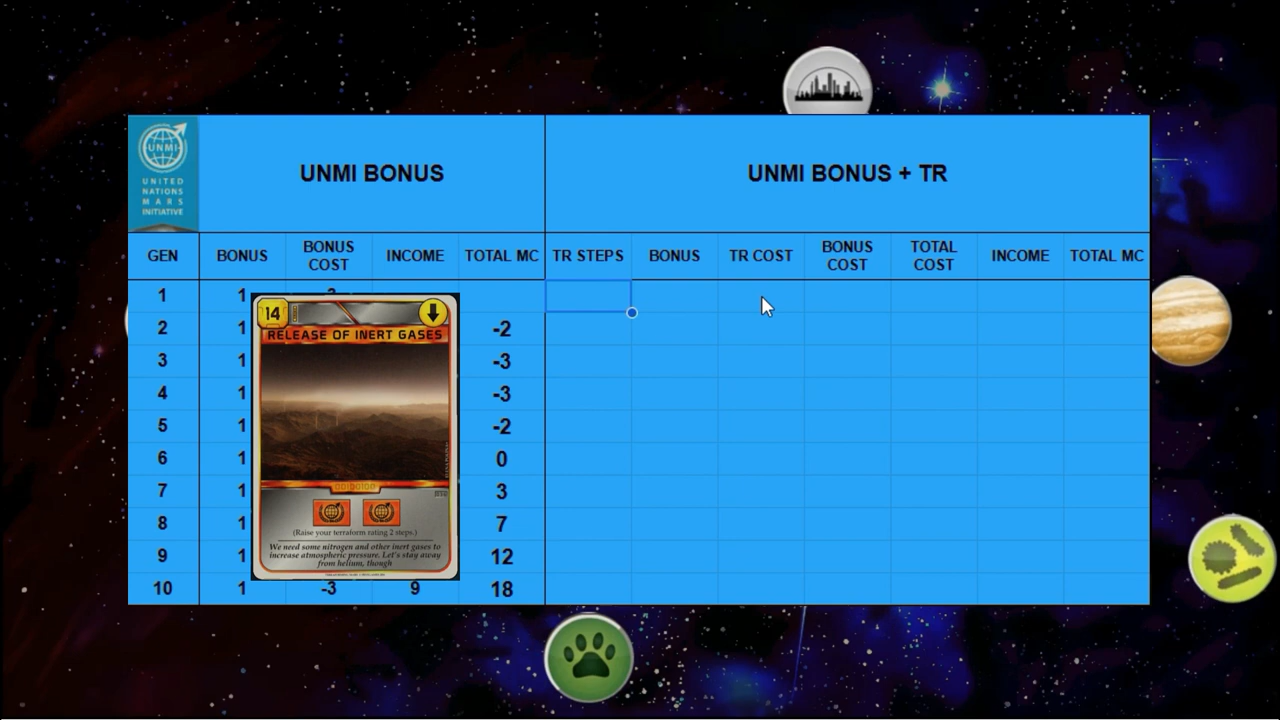 UNMI
UNITED
NATIONS
MARS
INITIATIVE
UNMI BONUS
UNMI BONUS + TR
GEN BONUS BONUS COST INCOME TOTAL MC TR STEPS BONUS TR COST BONUS COST TOTAL COST INCOME TOTAL MC
1 1
2 1 -2
3 1 -3
4 1 -3
5 1 -2
6 1 0
7 1 3
8 1 7
9 1 12
10 1 -3 9 18
14
RELEASE OF INERT GASES
(Raise your terraform rating 2 steps.)
We need some nitrogen and other inert gases to
increase atmospheric pressure. Let's stay away
from helium, though